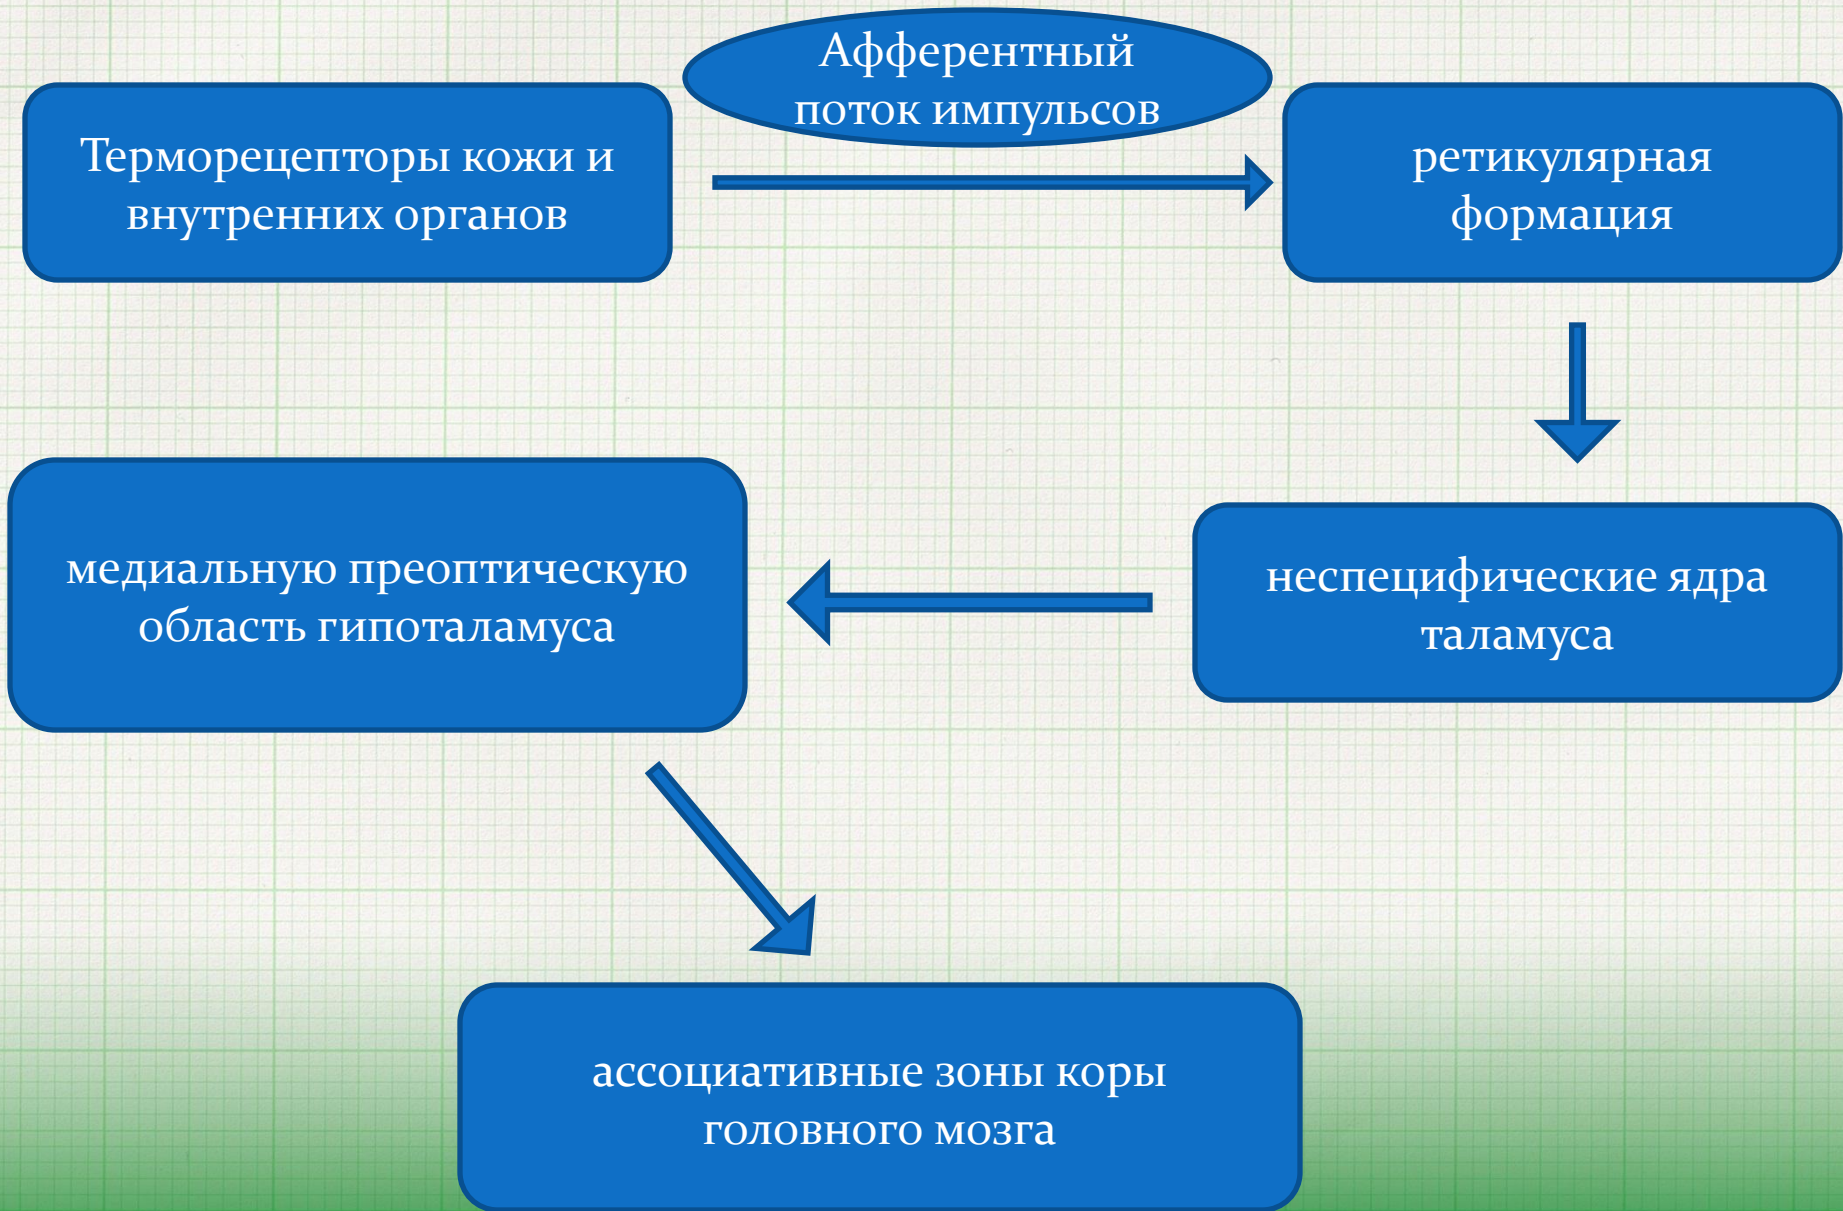 Афферентный
поток импульсов
Терморецепторы кожи и
внутренних органов
ретикулярная
формация
неспецифические ядра
таламуса
медиальную преоптическую
область гипоталамуса
ассоциативные зоны коры
головного мозга